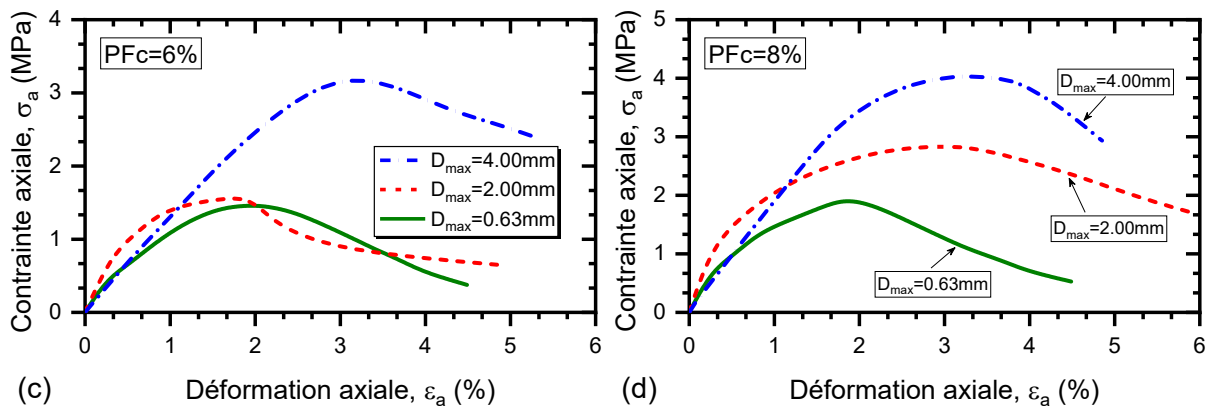 PFc=6%
Contrainte axiale, σa (MPa)
4
3
2
1
0
Dmax=4.00mm
Dmax=2.00mm
Dmax=0.63mm
0 1 2 3 4 5 6
(c) Déformation axiale, εa (%)
PFc=8%
Contrainte axiale, σa (MPa)
5
4
3
2
1
0
Dmax=4.00mm
Dmax=2.00mm
Dmax=0.63mm
0 1 2 3 4 5 6
(d) Déformation axiale, εa (%)